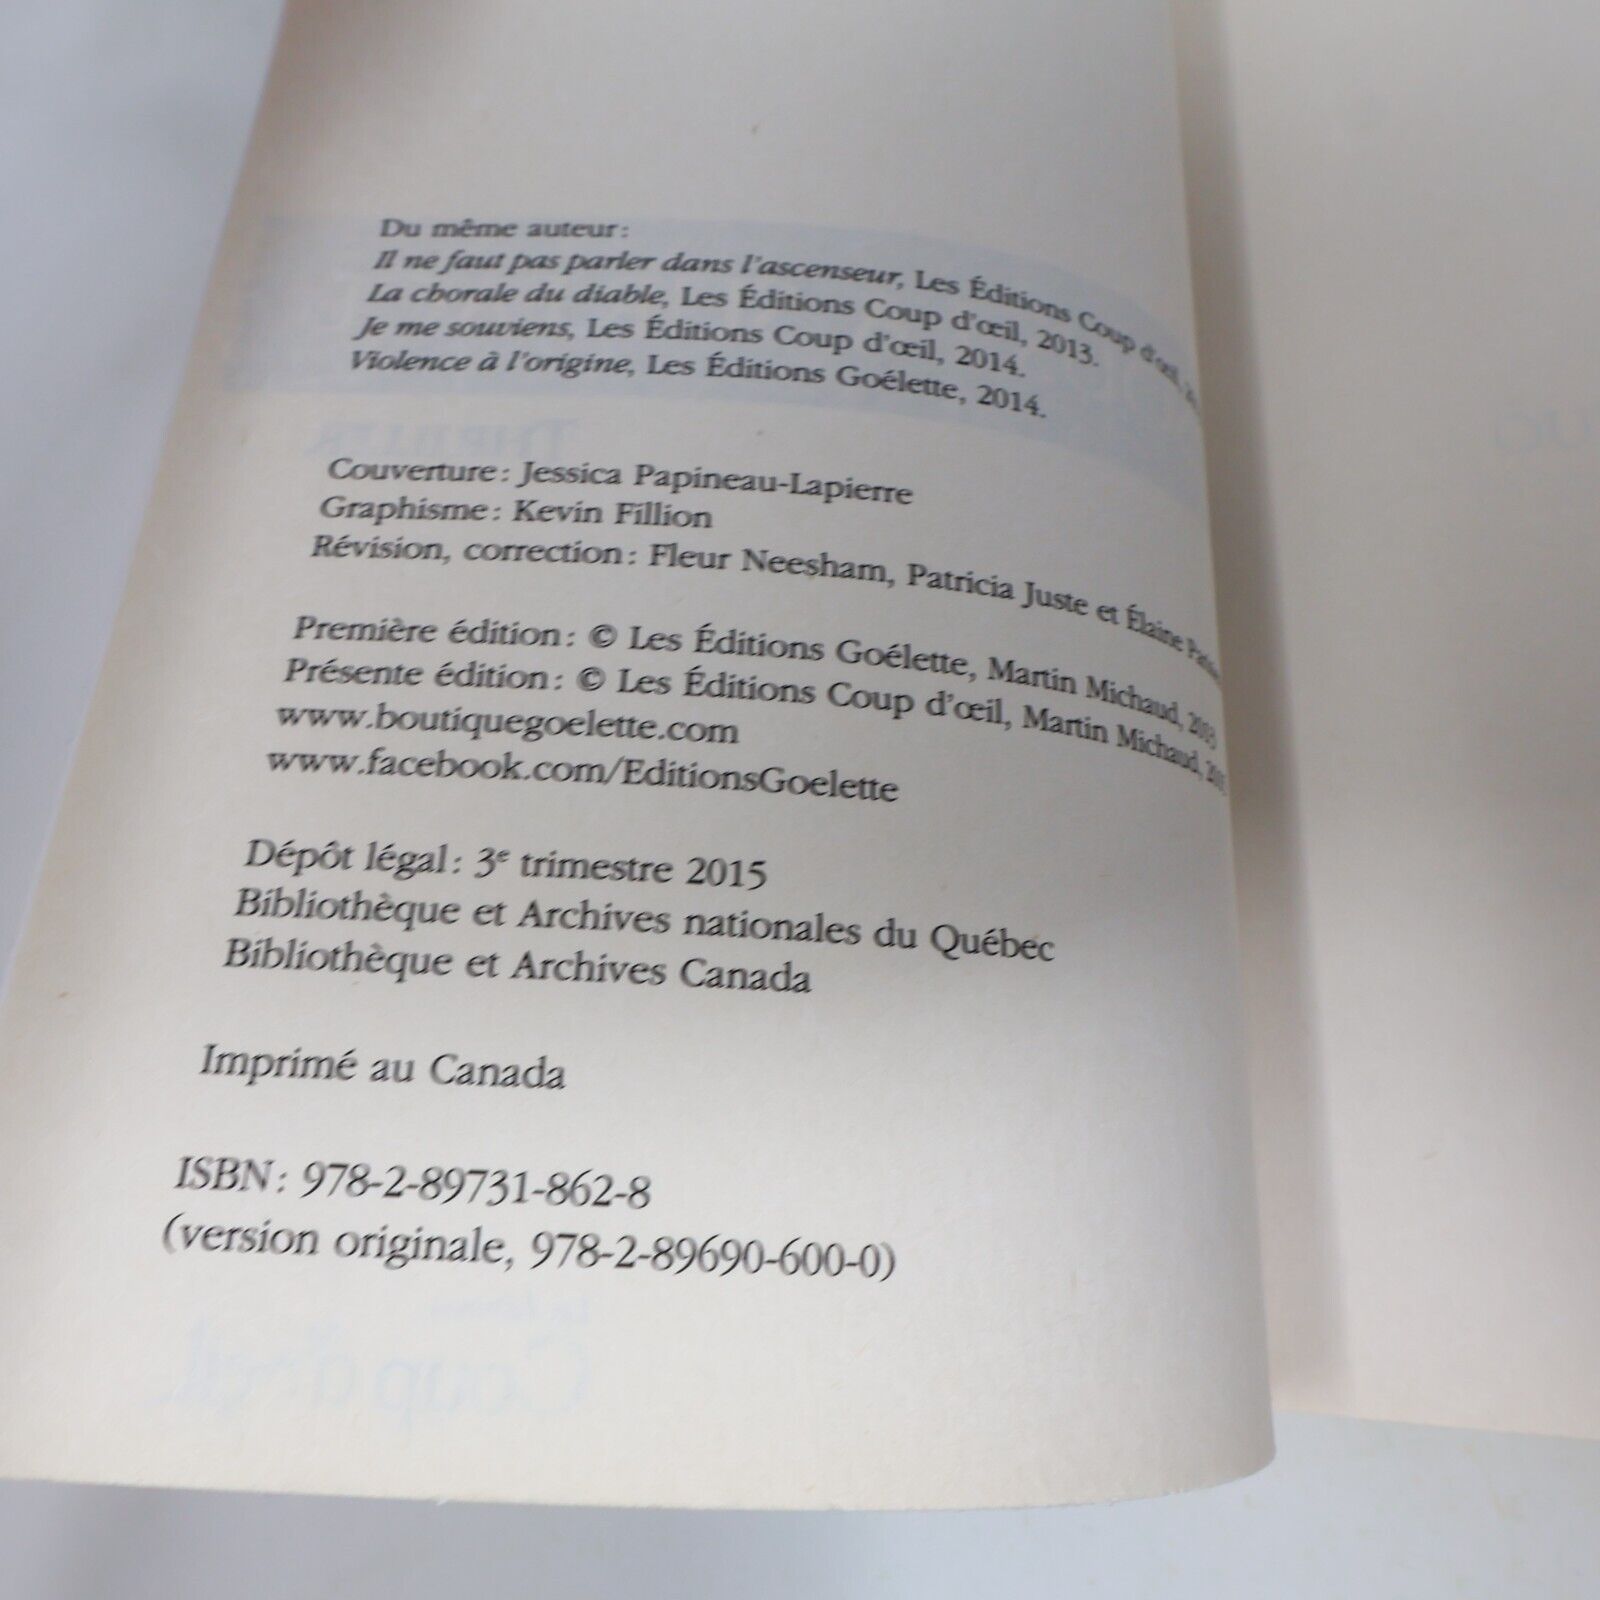 Du même auteur :
Il ne faut pas parler dans l'ascenseur, Les Éditions Coup d'œil,
La chorale du diable, Les Éditions Coup d'œil, 2013.
Je me souviens, Les Éditions Coup d'œil, 2014.
Violence à l'origine, Les Éditions Goélette, 2014.
Couverture : Jessica Papineau-Lapierre
Graphisme : Kevin Fillion
Révision, correction : Fleur Neesham, Patricia Juste et Élaine
Première édition : © Les Éditions Goélette, Martin Michaud, 2013
Présente édition : © Les Éditions Coup d'œil, Martin Michaud,
www.boutiquegoelette.com
www.facebook.com/EditionsGoelette
Dépôt légal : 3e trimestre 2015
Bibliothèque et Archives nationales du Québec
Bibliothèque et Archives Canada
Imprimé au Canada
ISBN : 978-2-89731-862-8
(version originale, 978-2-89690-600-0)